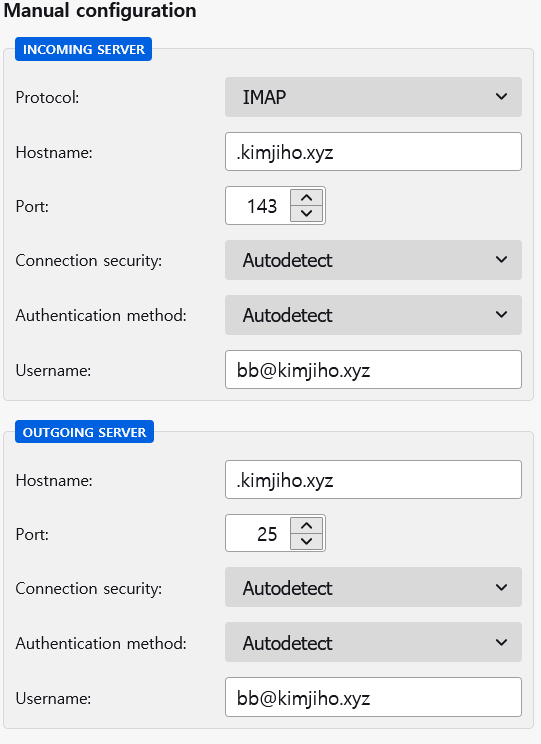 Manual configuration
INCOMING SERVER
Protocol: IMAP
Hostname: .kimjiho.xyz
Port: 143
Connection security: Autodetect
Authentication method: Autodetect
Username: bb@kimjiho.xyz
OUTGOING SERVER
Hostname: .kimjiho.xyz
Port: 25
Connection security: Autodetect
Authentication method: Autodetect
Username: bb@kimjiho.xyz